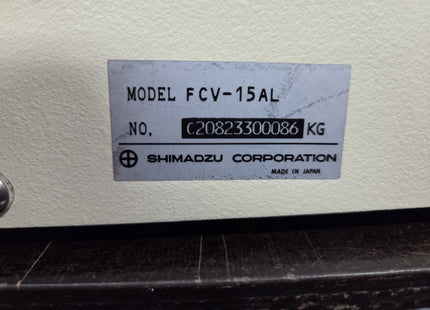 MODEL FCV-15AL
NO. C20823300086 KG
SHIMADZU CORPORATION
MADE IN JAPAN